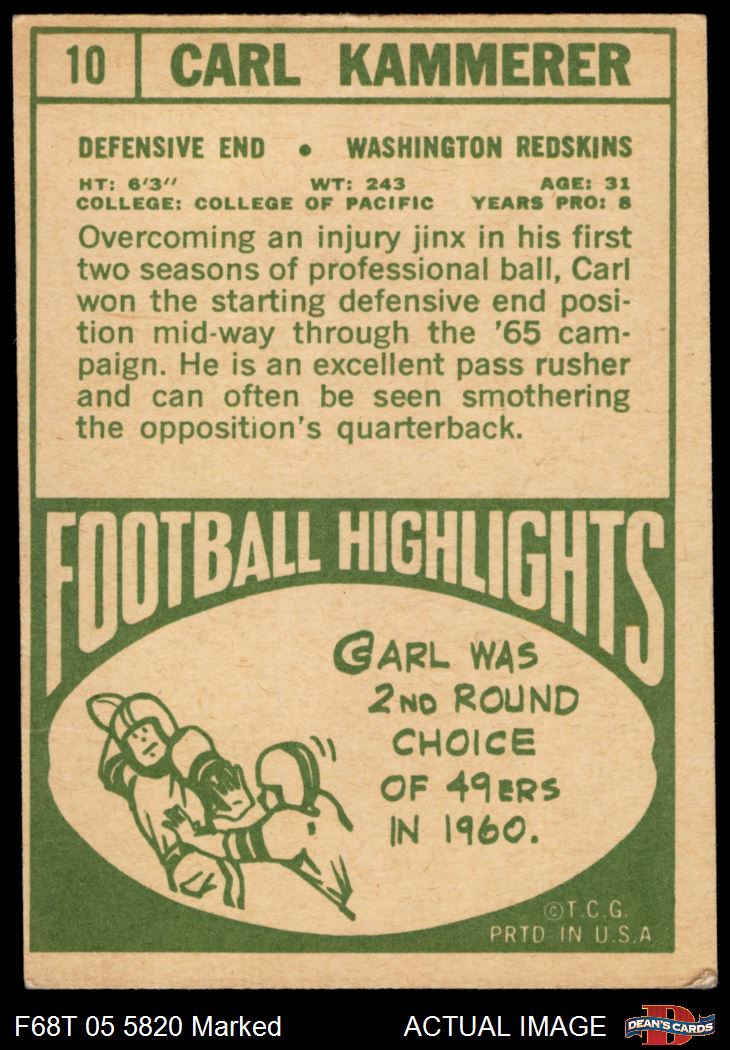 10 CARL KAMMERER
DEFENSIVE END • WASHINGTON REDSKINS
HT: 6'3" WT: 243 AGE: 31
COLLEGE: COLLEGE OF PACIFIC YEARS PRO: 8
Overcoming an injury jinx in his first
two seasons of professional ball, Carl
won the starting defensive end posi-
tion mid-way through the '65 cam-
paign. He is an excellent pass rusher
and can often be seen smothering
the opposition's quarterback.
FOOTBALL HIGHLIGHTS
CARL WAS
2ND ROUND
CHOICE
OF 49ERS
IN 1960.
©T.C.G.
PRTD IN U.S.A
F68T 05 5820 Marked ACTUAL IMAGE
D
DEAN'S CARDS